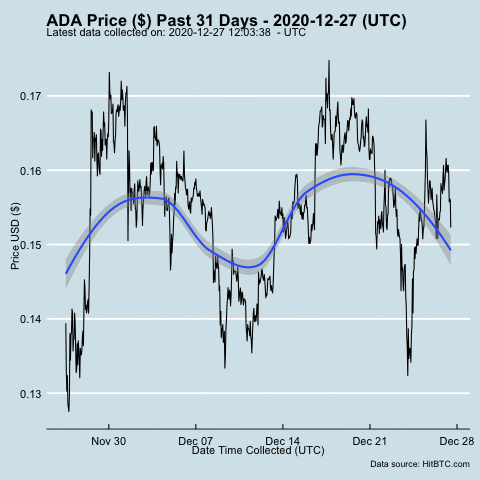 ADA Price ($) Past 31 Days - 2020-12-27 (UTC)
Latest data collected on: 2020-12-27 12:03:38 - UTC
Price USD ($)
0.17
0.16
0.15
0.14
0.13
Nov 30 Dec 07 Dec 14 Dec 21 Dec 28
Date Time Collected (UTC)
Data source: HitBTC.com